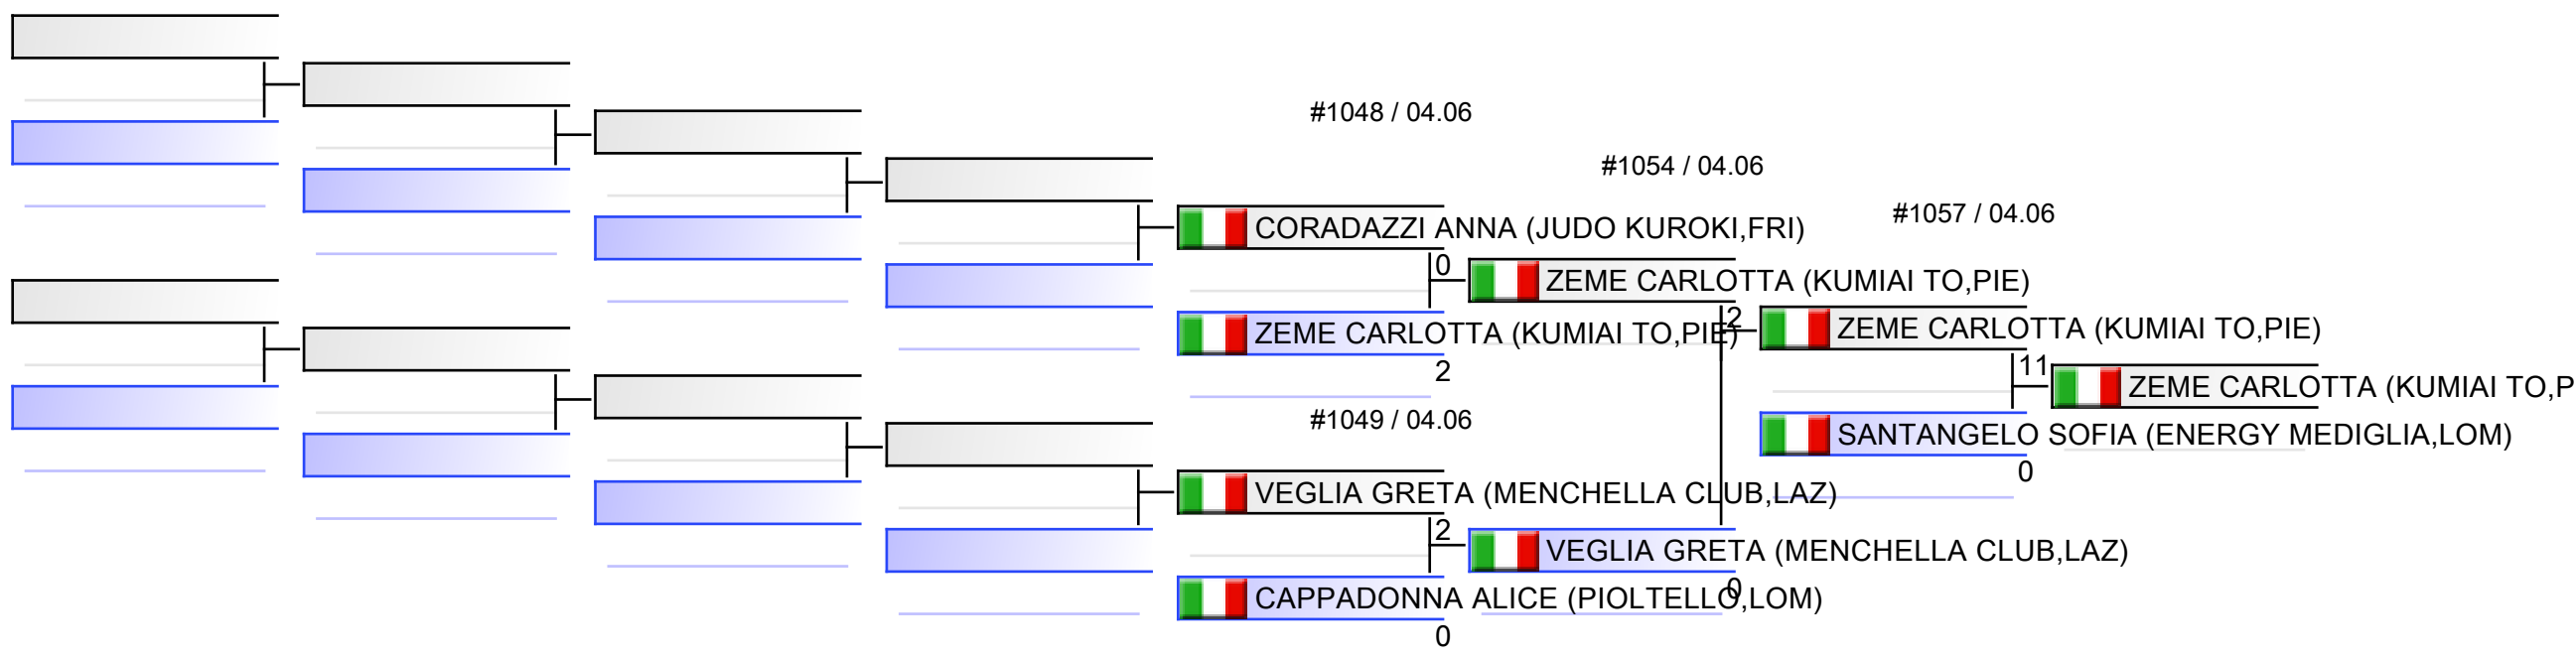 #1048 / 04.06
#1054 / 04.06
#1057 / 04.06
CORADAZZI ANNA (JUDO KUROKI,FRI)
0
ZEME CARLOTTA (KUMIAI TO,PIE)
ZEME CARLOTTA (KUMIAI TO,PIE)
2
2
ZEME CARLOTTA (KUMIAI TO,PIE)
11
ZEME CARLOTTA (KUMIAI TO,P
#1049 / 04.06
SANTANGELO SOFIA (ENERGY MEDIGLIA,LOM)
0
VEGLIA GRETA (MENCHELLA CLUB,LAZ)
2
VEGLIA GRETA (MENCHELLA CLUB,LAZ)
0
CAPPADONNA ALICE (PIOLTELLO,LOM)
0